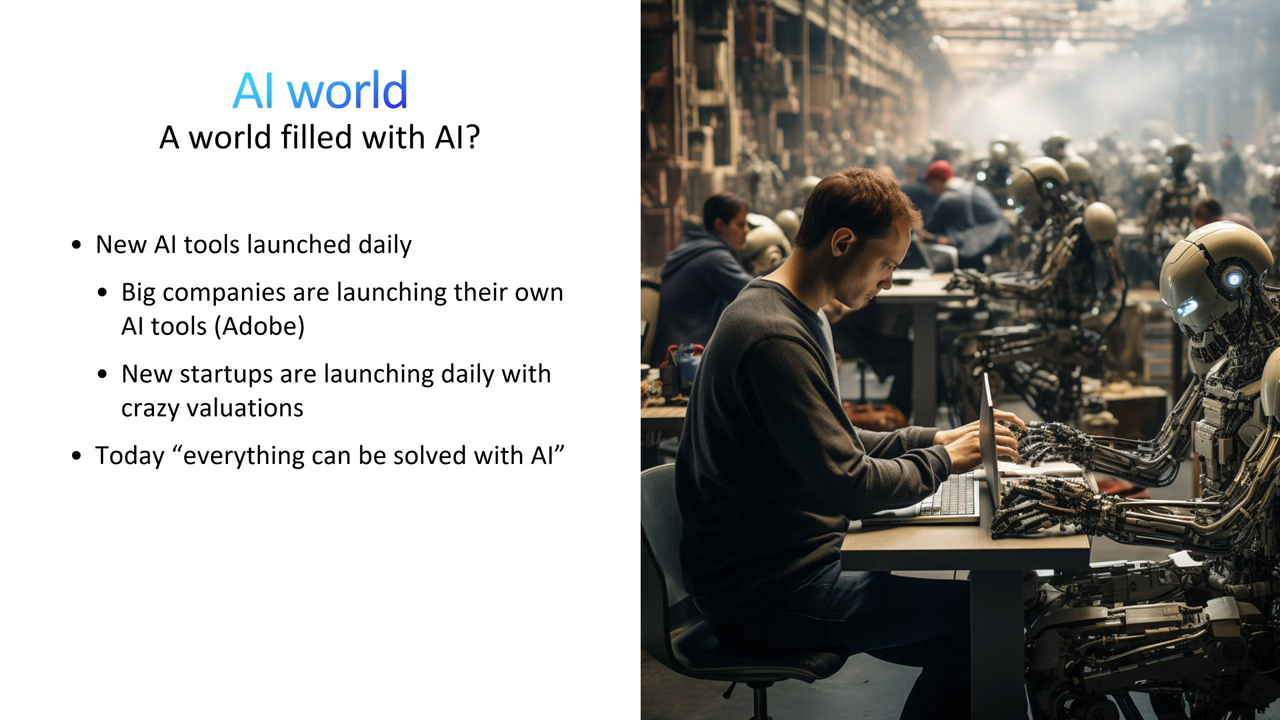 AI world
A world filled with AI?
• New AI tools launched daily
• Big companies are launching their own
AI tools (Adobe)
• New startups are launching daily with
crazy valuations
• Today “everything can be solved with AI”